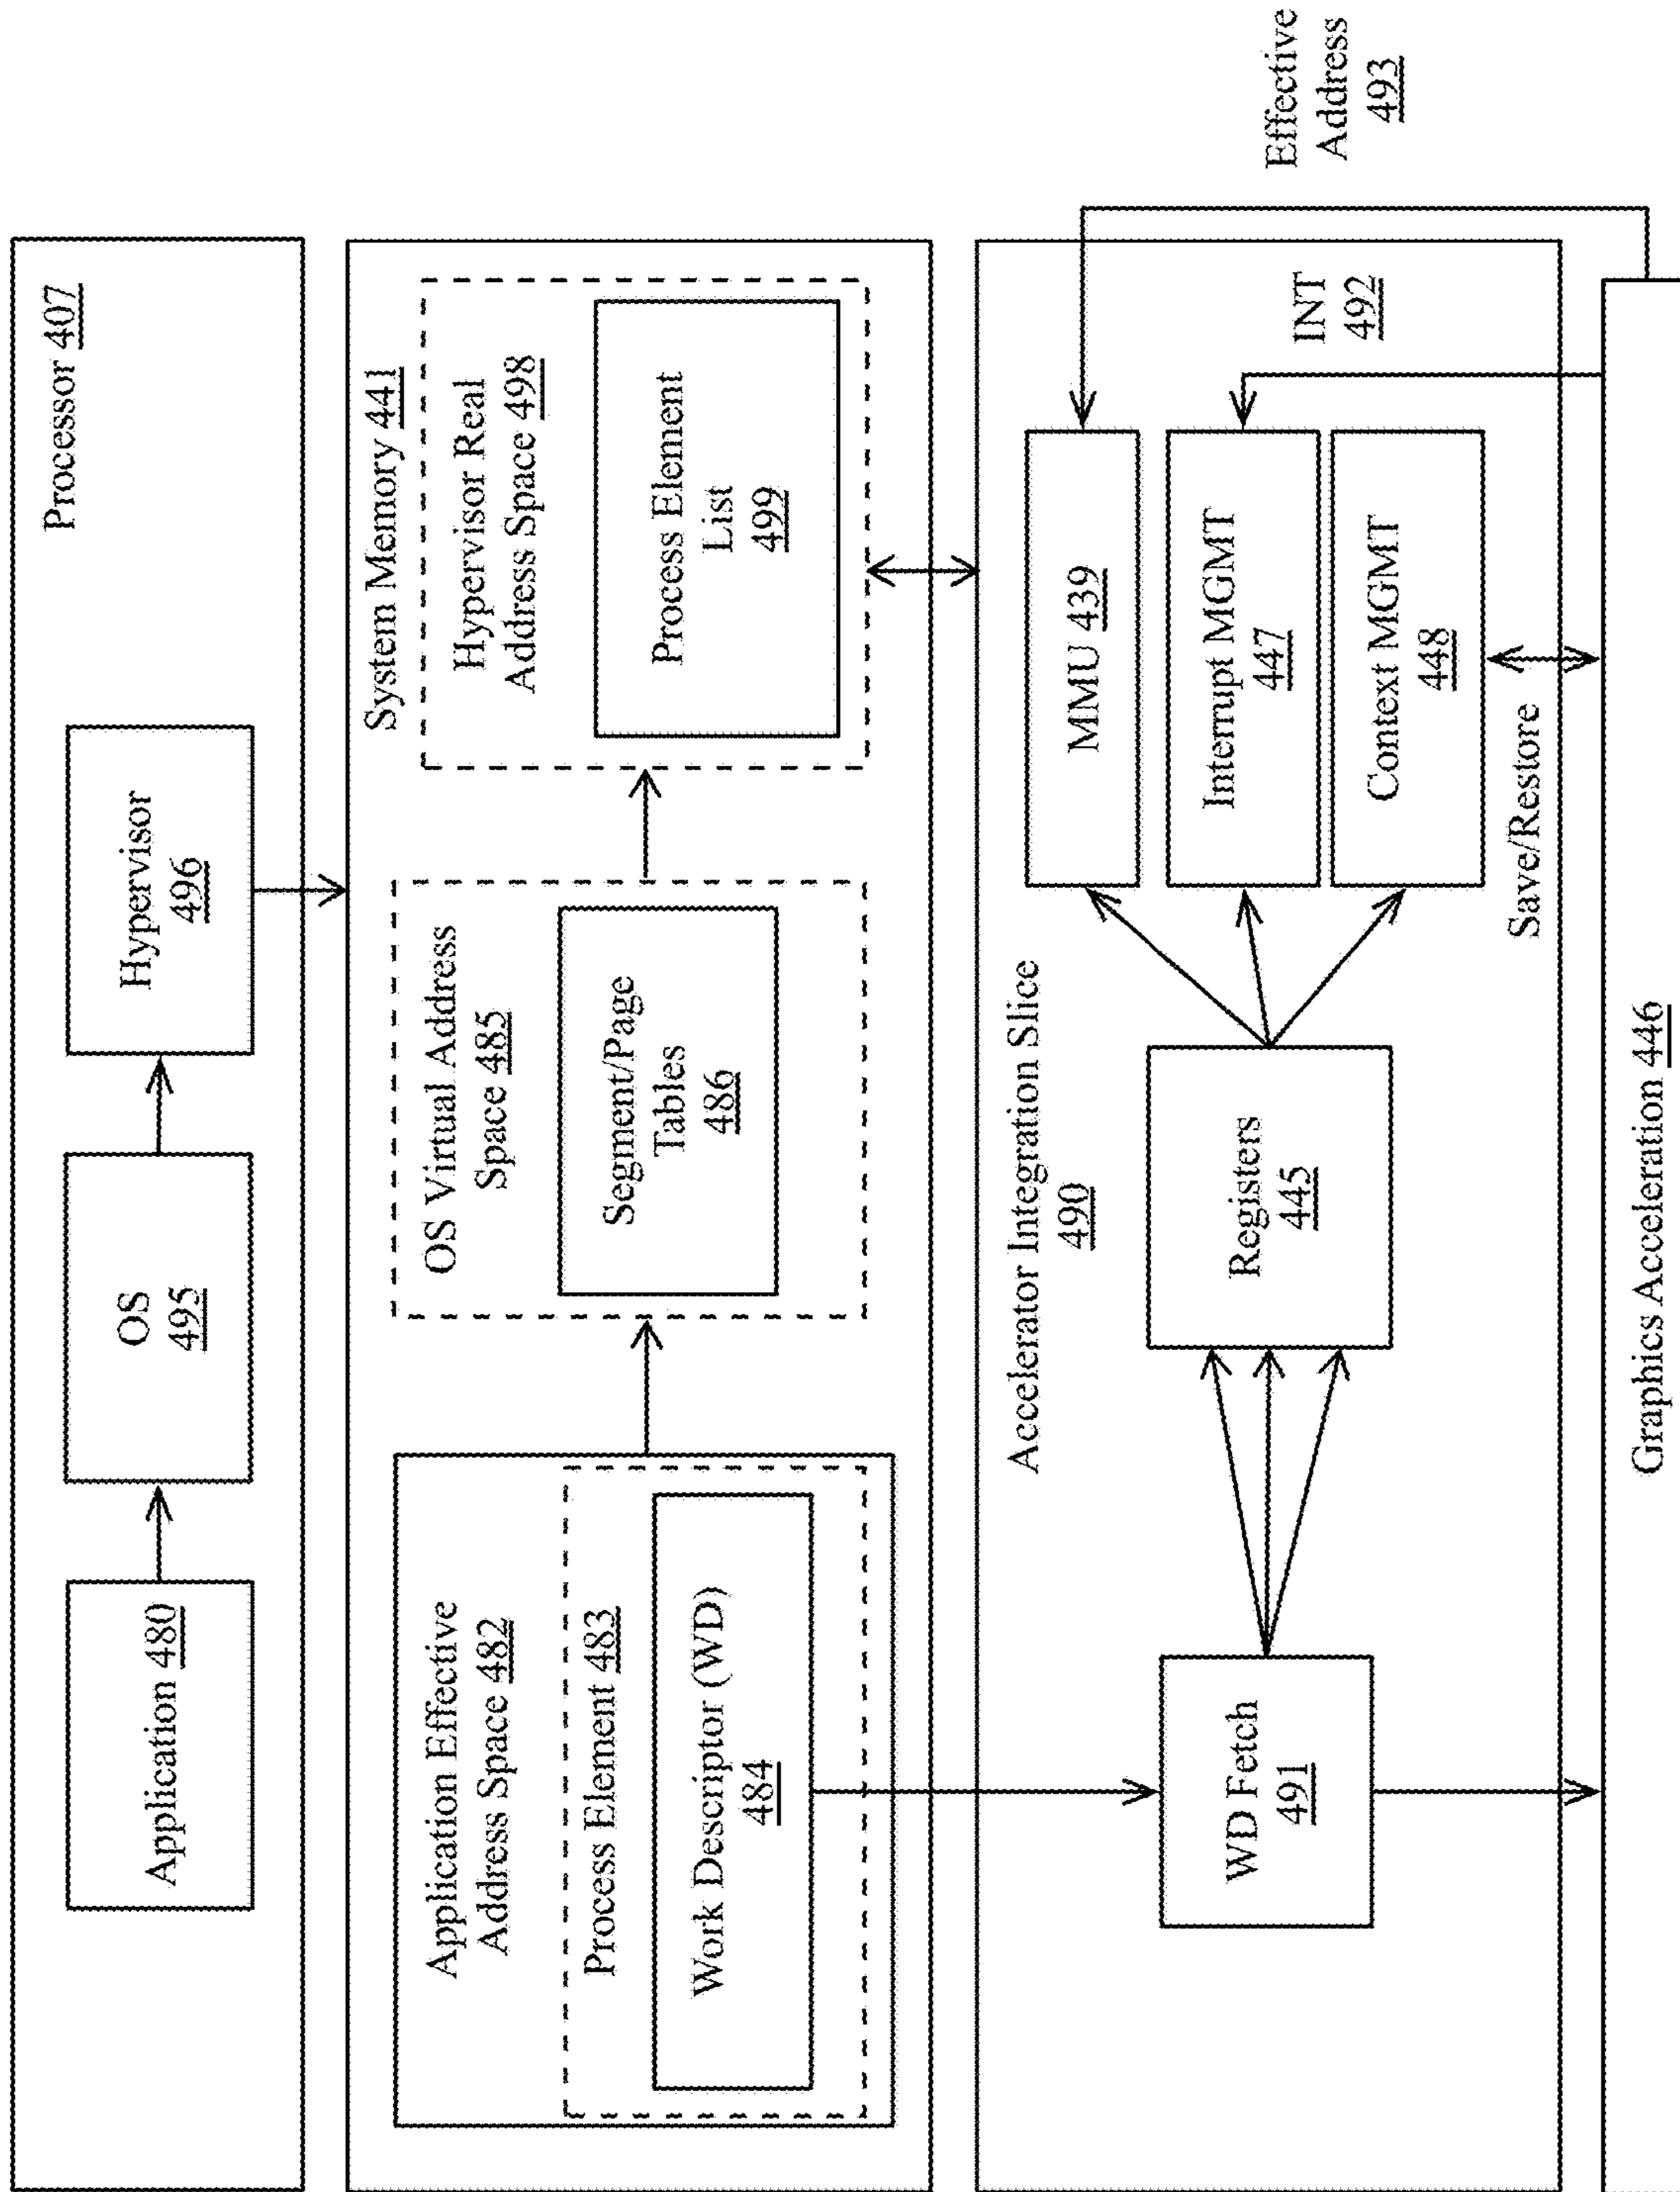 Processor 407
Application 480
OS
495
Hypervisor
496
System Memory 441
Application Effective
Address Space 482
Process Element 483
Work Descriptor (WD)
484
OS Virtual Address
Space 485
Segment/Page
Tables
486
Hypervisor Real
Address Space 498
Process Element
List
499
Accelerator Integration Slice
490
WD Fetch
491
Registers
445
MMU 439
Interrupt MGMT
447
Context MGMT
448
INT
492
Effective
Address
493
Save/Restore
Graphics Acceleration 446